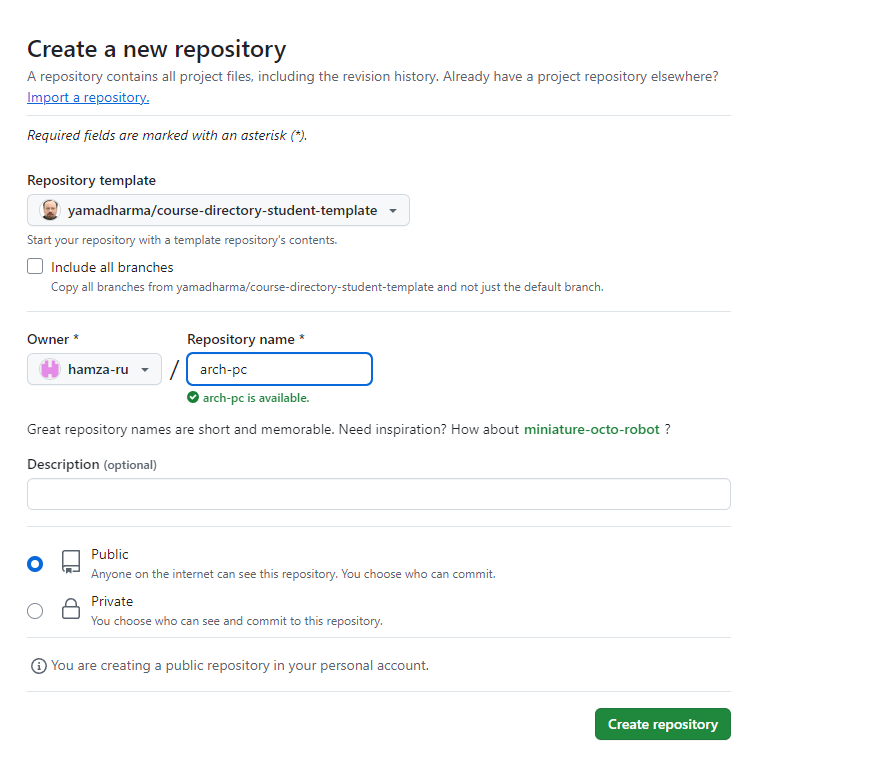 Create a new repository
A repository contains all project files, including the revision history. Already have a project repository elsewhere?
Import a repository.
Required fields are marked with an asterisk (*).
Repository template
yamadharma/course-directory-student-template
Start your repository with a template repository's contents.
Include all branches
Copy all branches from yamadharma/course-directory-student-template and not just the default branch.
Owner * Repository name *
hamza-ru / arch-pc
arch-pc is available.
Great repository names are short and memorable. Need inspiration? How about miniature-octo-robot ?
Description (optional)
Public
Anyone on the internet can see this repository. You choose who can commit.
Private
You choose who can see and commit to this repository.
You are creating a public repository in your personal account.
Create repository